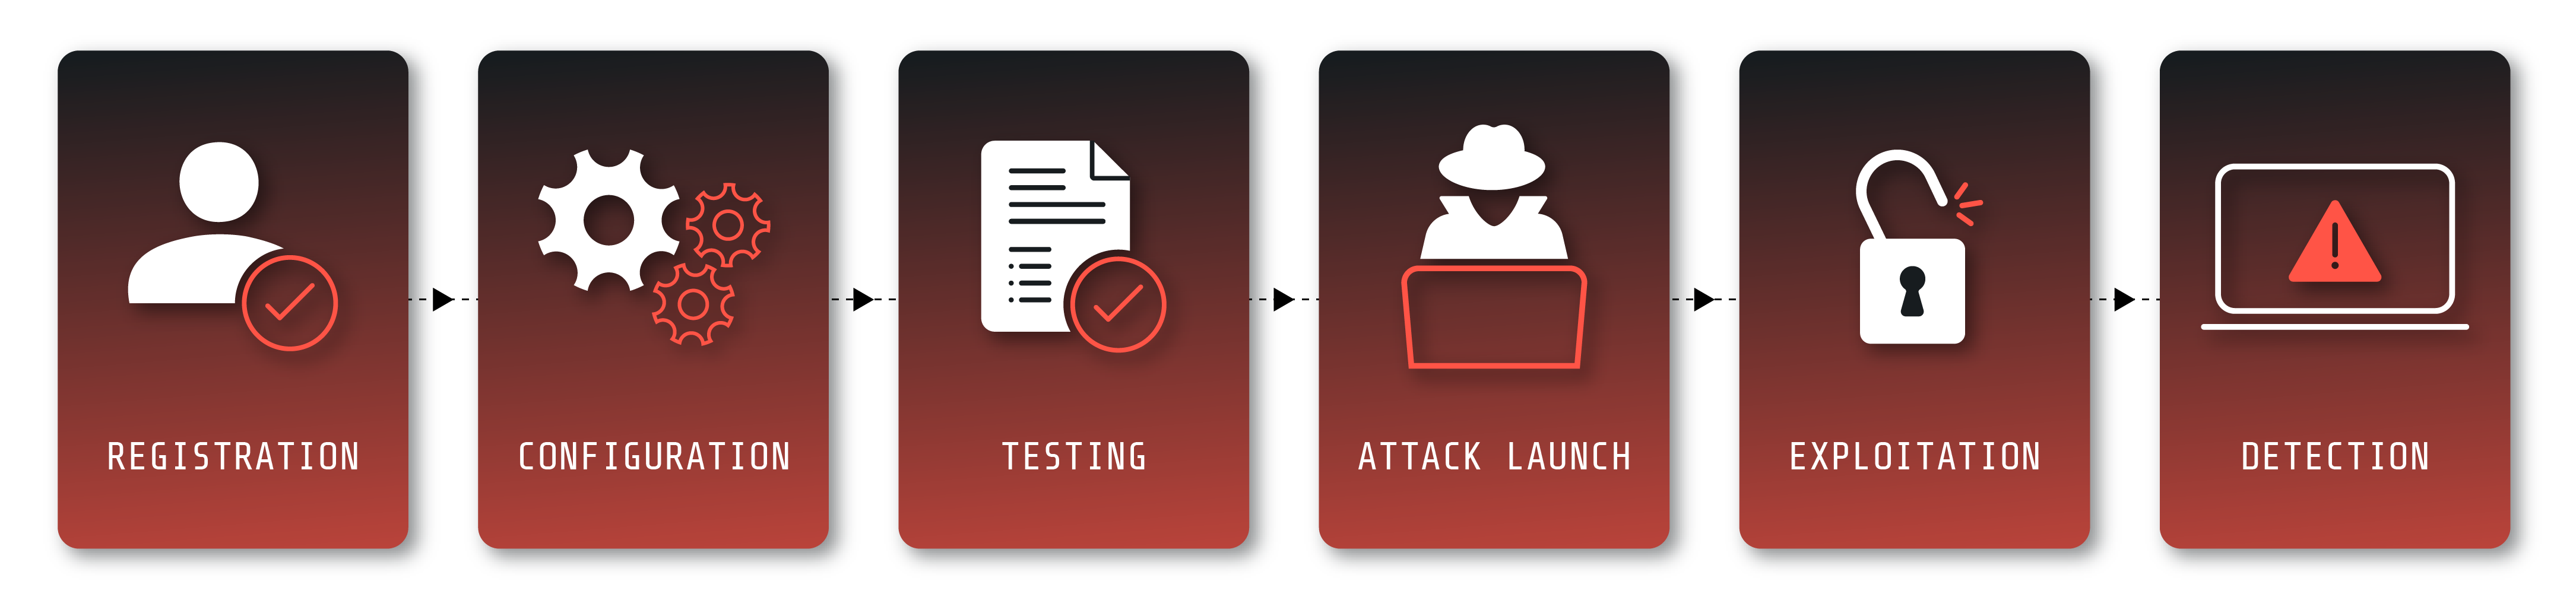 REGISTRATION
CONFIGURATION
TESTING
ATTACK LAUNCH
EXPLOITATION
DETECTION